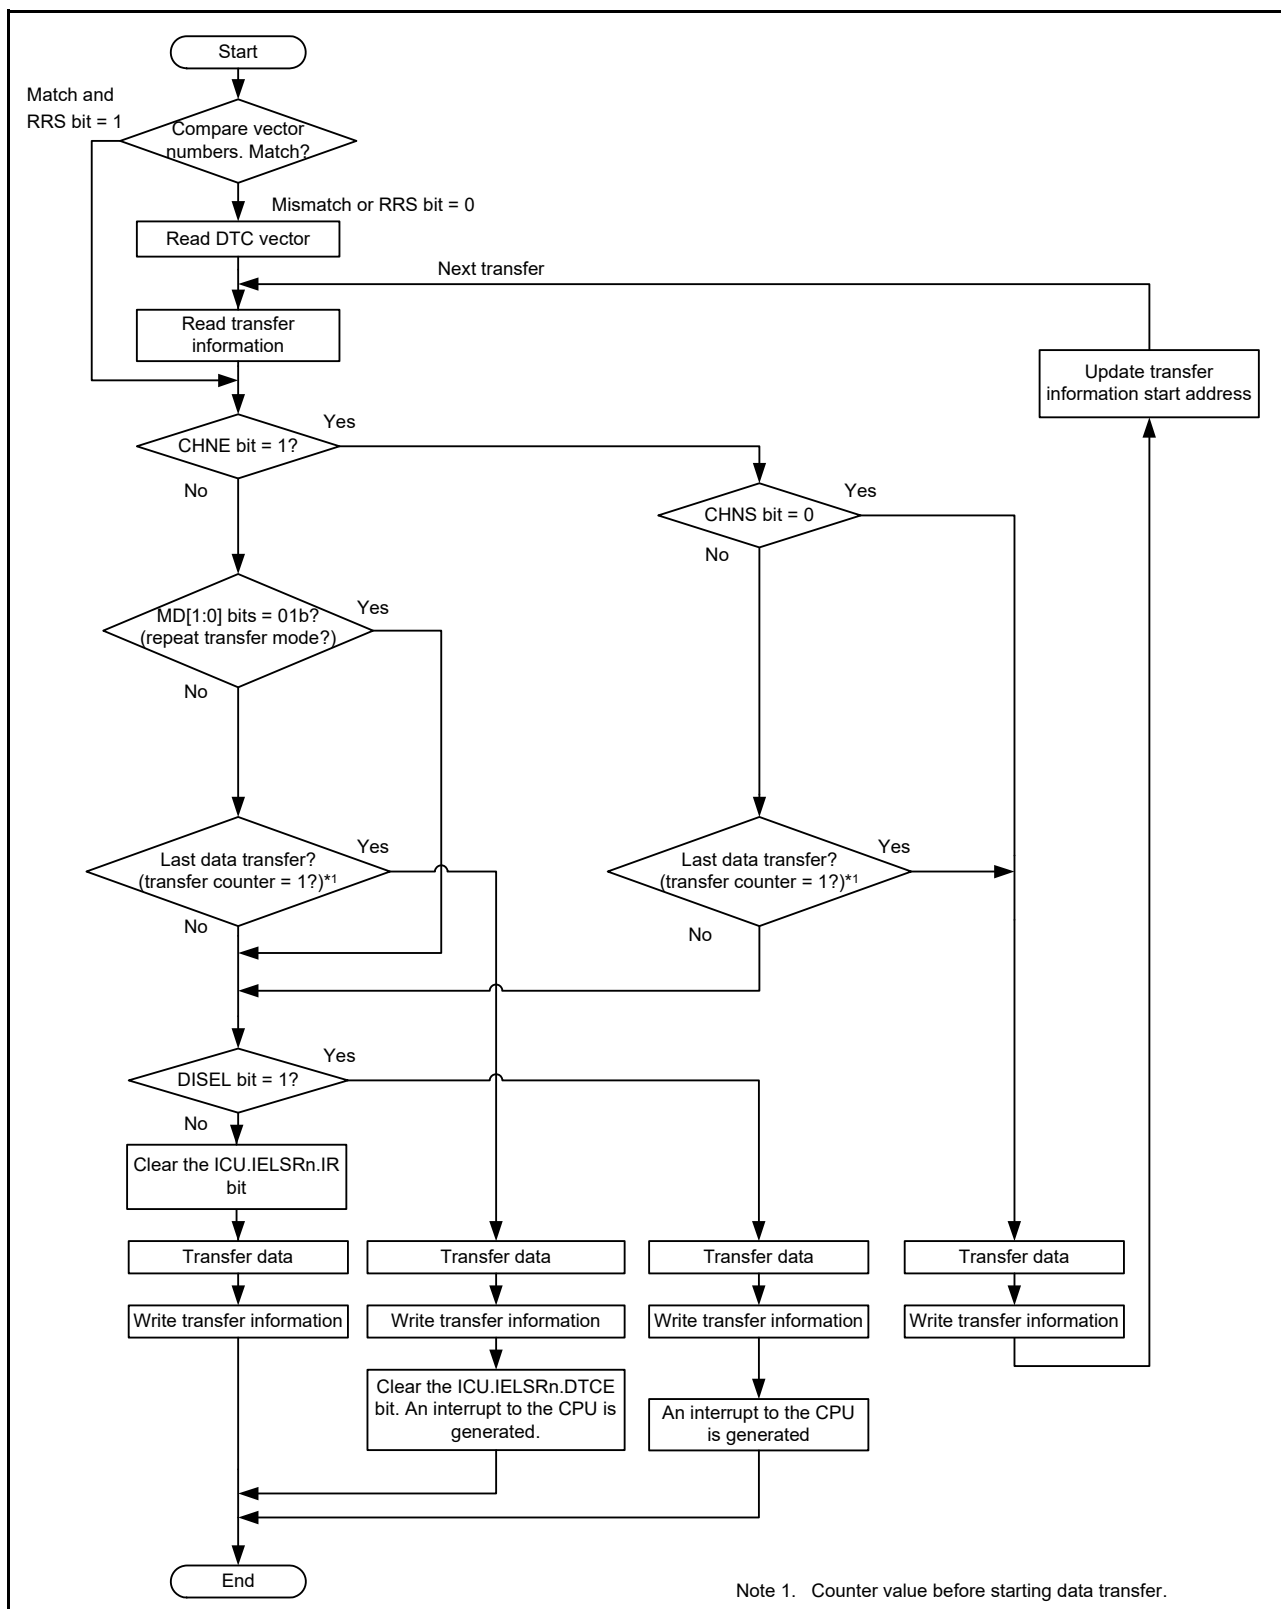 Start
Match and
RRS bit = 1
Compare vector
numbers. Match?
Mismatch or RRS bit = 0
Read DTC vector
Next transfer
Read transfer
information
Update transfer
information start address
Yes
CHNE bit = 1?
No
Yes
CHNS bit = 0
No
MD[1:0] bits = 01b?
(repeat transfer mode?)
Yes
No
Last data transfer?
(transfer counter = 1?)*1
Yes
No
Last data transfer?
(transfer counter = 1?)*1
Yes
No
Yes
DISEL bit = 1?
No
Clear the ICU.IELSRn.IR
bit
Transfer data
Transfer data
Transfer data
Transfer data
Write transfer information
Write transfer information
Write transfer information
Write transfer information
Clear the ICU.IELSRn.DTCE
bit. An interrupt to the CPU is
generated.
An interrupt to the CPU
is generated
End
Note 1. Counter value before starting data transfer.